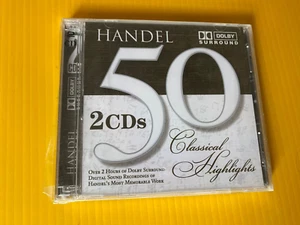 HANDEL
DOLBY
SURROUND
50
2CDs
Classical
Highlights
OVER 2 HOURS OF DOLBY SURROUND
DIGITAL SOUND RECORDINGS OF
HANDEL'S MOST MEMORABLE WORK
HANDEL